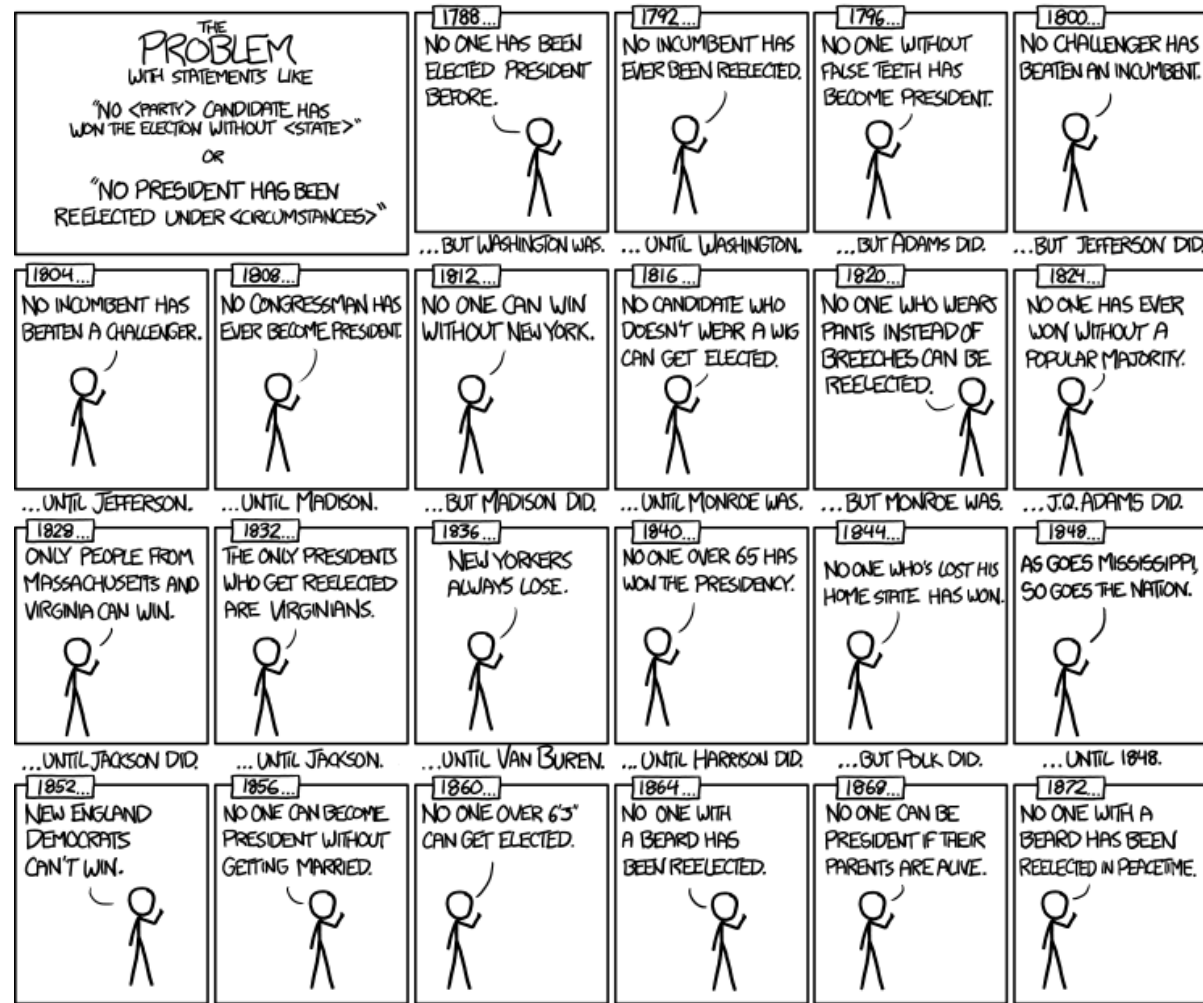 THE
PROBLEM
WITH STATEMENTS LIKE
"NO <PARTY> CANDIDATE HAS
WON THE ELECTION WITHOUT <STATE>"
OR
"NO PRESIDENT HAS BEEN
REELECTED UNDER <CIRCUMSTANCES>"
1788...
NO ONE HAS BEEN
ELECTED PRESIDENT
BEFORE.
...BUT WASHINGTON WAS.
1792...
NO INCUMBENT HAS
EVER BEEN REELECTED.
...UNTIL WASHINGTON.
1796...
NO ONE WITHOUT
FALSE TEETH HAS
BECOME PRESIDENT.
...BUT ADAMS DID.
1800...
NO CHALLENGER HAS
BEATEN AN INCUMBENT.
...BUT JEFFERSON DID.
1804...
NO INCUMBENT HAS
BEATEN A CHALLENGER.
...UNTIL JEFFERSON.
1808...
NO CONGRESSMAN HAS
EVER BECOME PRESIDENT.
...UNTIL MADISON.
1812...
NO ONE CAN WIN
WITHOUT NEW YORK.
...BUT MADISON DID.
1816...
NO CANDIDATE WHO
DOESN'T WEAR A WIG
CAN GET ELECTED.
...UNTIL MONROE WAS.
1820...
NO ONE WHO WEARS
PANTS INSTEAD OF
BREECHES CAN BE
REELECTED.
...BUT MONROE WAS.
1824...
NO ONE HAS EVER
WON WITHOUT A
POPULAR MAJORITY.
...J.Q. ADAMS DID.
1828...
ONLY PEOPLE FROM
MASSACHUSETTS AND
VIRGINIA CAN WIN.
...UNTIL JACKSON DID.
1832...
THE ONLY PRESIDENTS
WHO GET REELECTED
ARE VIRGINIANS.
...UNTIL JACKSON.
1836...
NEW YORKERS
ALWAYS LOSE.
...UNTIL VAN BUREN.
1840...
NO ONE OVER 65 HAS
WON THE PRESIDENCY.
...UNTIL HARRISON DID.
1844...
NO ONE WHO'S LOST HIS
HOME STATE HAS WON.
...BUT POLK DID.
1848...
AS GOES MISSISSIPPI,
SO GOES THE NATION.
...UNTIL 1848.
1852...
NEW ENGLAND
DEMOCRATS
CAN'T WIN.
1856...
NO ONE CAN BECOME
PRESIDENT WITHOUT
GETTING MARRIED.
1860...
NO ONE OVER 6'3"
CAN GET ELECTED.
1864...
NO ONE WITH
A BEARD HAS
BEEN REELECTED.
1868...
NO ONE CAN BE
PRESIDENT IF THEIR
PARENTS ARE ALIVE.
1872...
NO ONE WITH A
BEARD HAS BEEN
REELECTED IN PEACETIME.